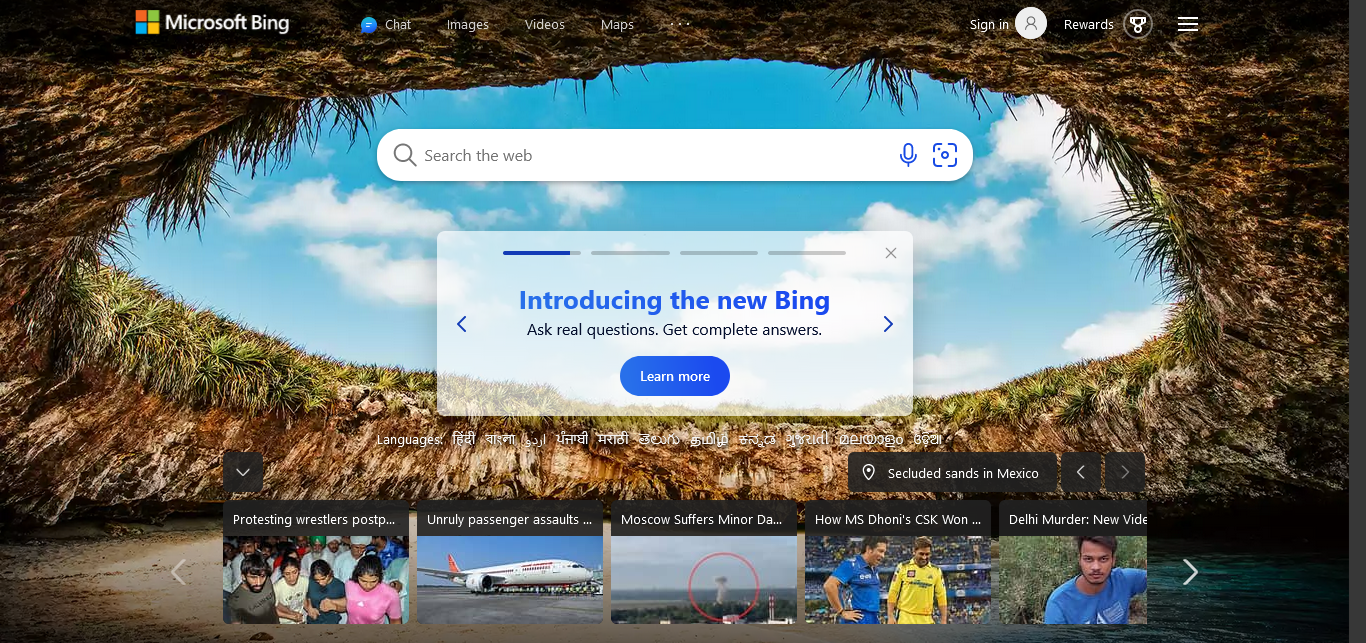 Microsoft Bing
Chat
Images
Videos
Maps
Sign in
Rewards
Search the web
Introducing the new Bing
Ask real questions. Get complete answers.
Learn more
Languages: हिंदी বাংলা اردو ਪੰਜਾਬੀ मराठी తెలుగు தமிழ் ಕನ್ನಡ ગુજરાતી മലയാളം ଓଡ଼ିଆ
Secluded sands in Mexico
Protesting wrestlers postp...
Unruly passenger assaults ...
Moscow Suffers Minor Da...
How MS Dhoni's CSK Won ...
Delhi Murder: New Vide